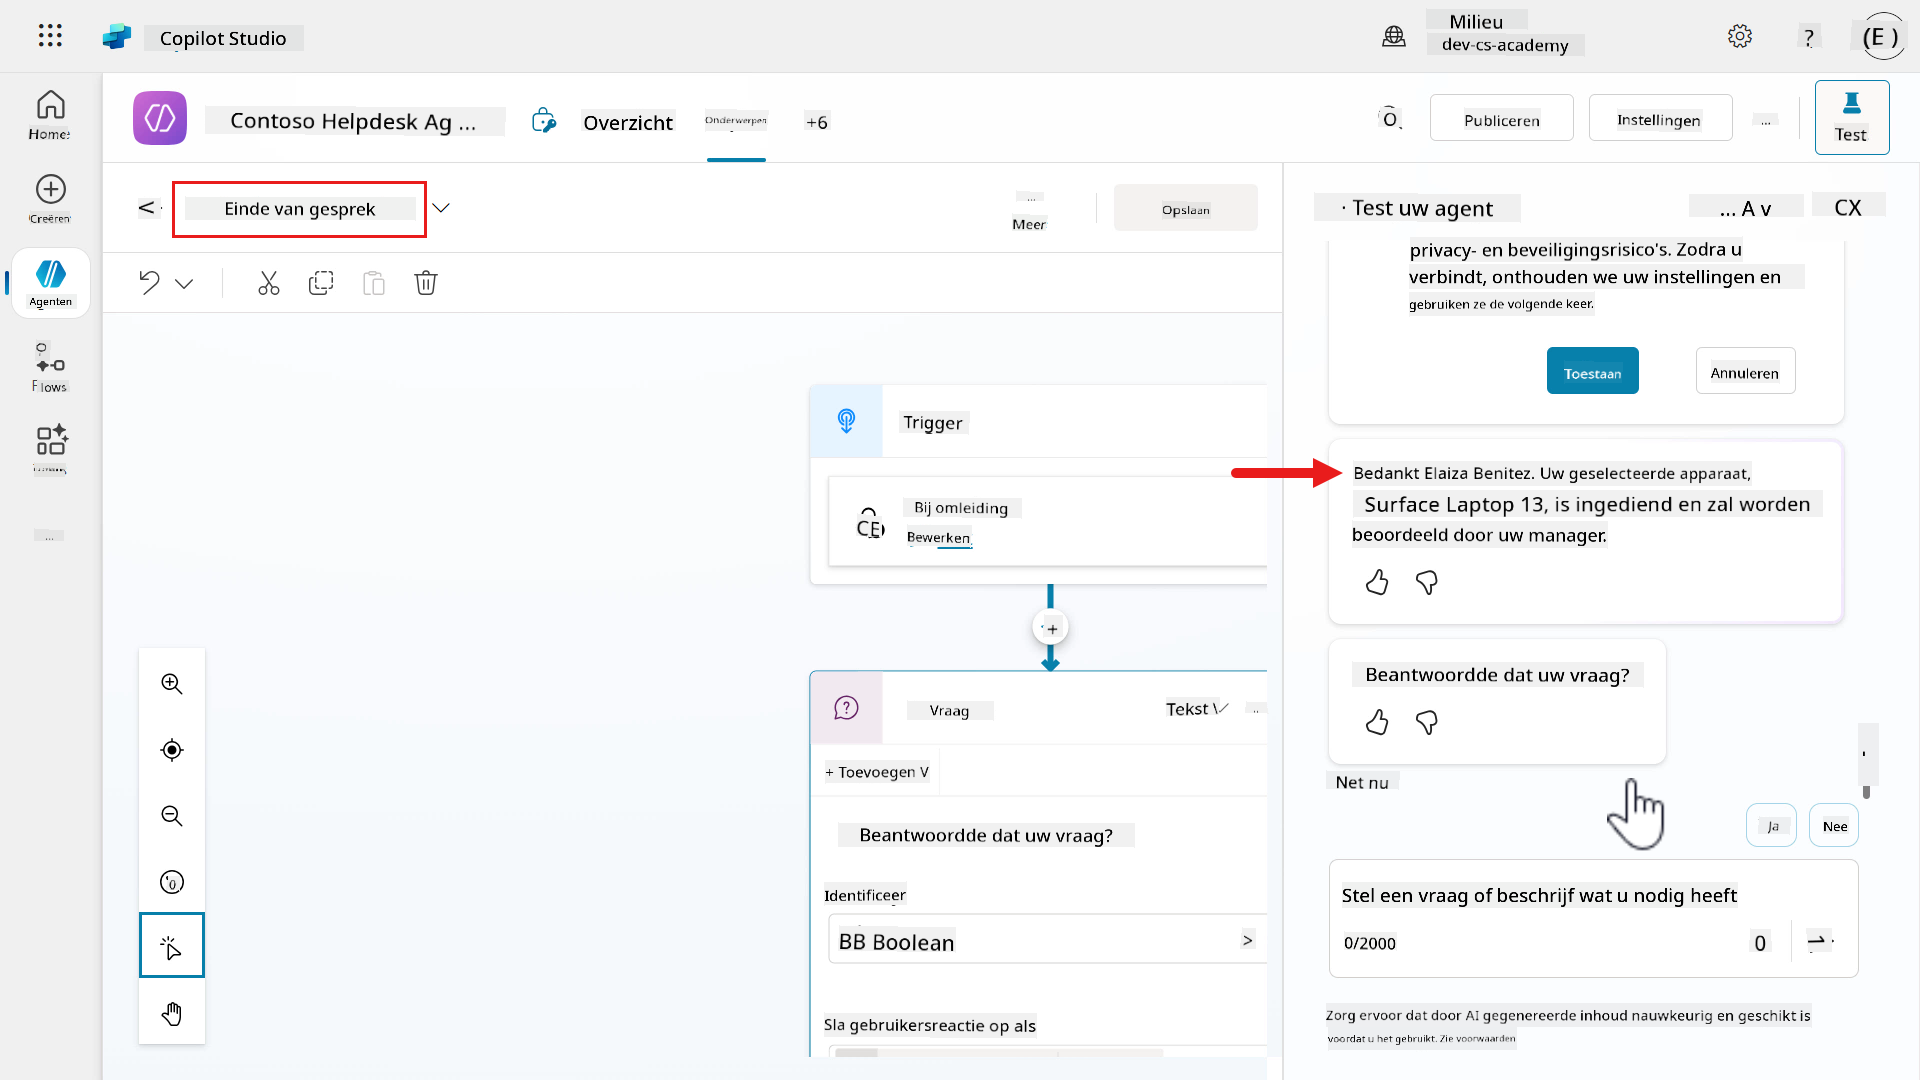 Copilot Studio
Milieu
dev-cs-academy
?
(E )
Home
Creëren
Agenten
Flows
...
Contoso Helpdesk Ag ...
Overzicht
Onderwerpen
+6
Publiceren
Instellingen
...
Test
<
Einde van gesprek
...
Meer
Opslaan
Trigger
Bij omleiding
Bewerken
+
Vraag
Tekst
+ Toevoegen V
Beantwoordde dat uw vraag?
Identificeer
BB Boolean
>
Sla gebruikersreactie op als
· Test uw agent
... A v
CX
privacy- en beveiligingsrisico's. Zodra u
verbindt, onthouden we uw instellingen en
gebruiken ze de volgende keer.
Toestaan
Annuleren
Bedankt Elaiza Benitez. Uw geselecteerde apparaat,
Surface Laptop 13, is ingediend en zal worden
beoordeeld door uw manager.
Beantwoordde dat uw vraag?
Net nu
Ja
Nee
Stel een vraag of beschrijf wat u nodig heeft
0/2000
0
Zorg ervoor dat door AI gegenereerde inhoud nauwkeurig en geschikt is
voordat u het gebruikt. Zie voorwaarden